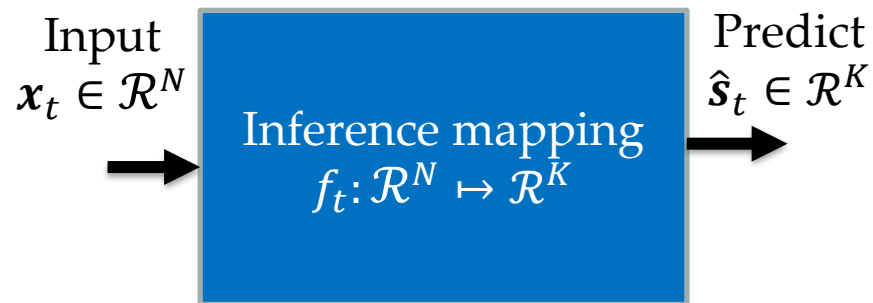 Input
𝒙ₜ ∈ ℛᴺ
Inference mapping
fₜ: ℛᴺ ↦ ℛᴷ
Predict
𝒔̂ₜ ∈ ℛᴷ